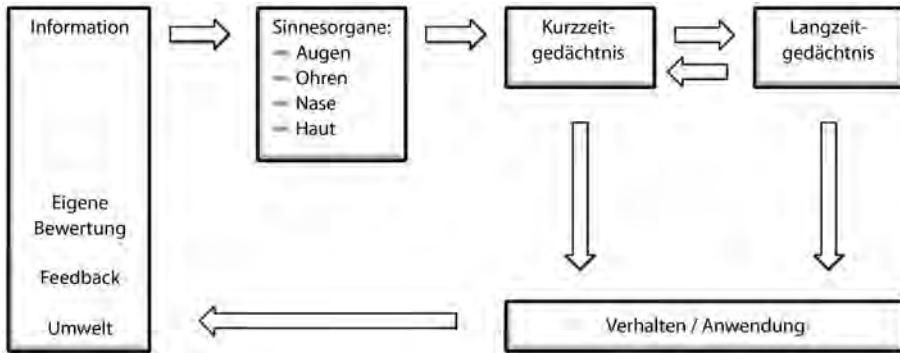 Information
Eigene
Bewertung
Feedback
Umwelt
Sinnesorgane:
– Augen
– Ohren
– Nase
– Haut
Kurzzeit-
gedächtnis
Langzeit-
gedächtnis
Verhalten / Anwendung